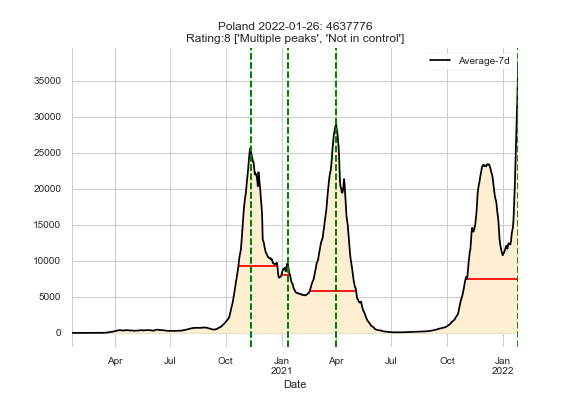 Poland 2022-01-26: 4637776
Rating:8 ['Multiple peaks', 'Not in control']
Average-7d
35000
30000
25000
20000
15000
10000
5000
0
Apr Jul Oct Jan Apr Jul Oct Jan
2021 2022
Date